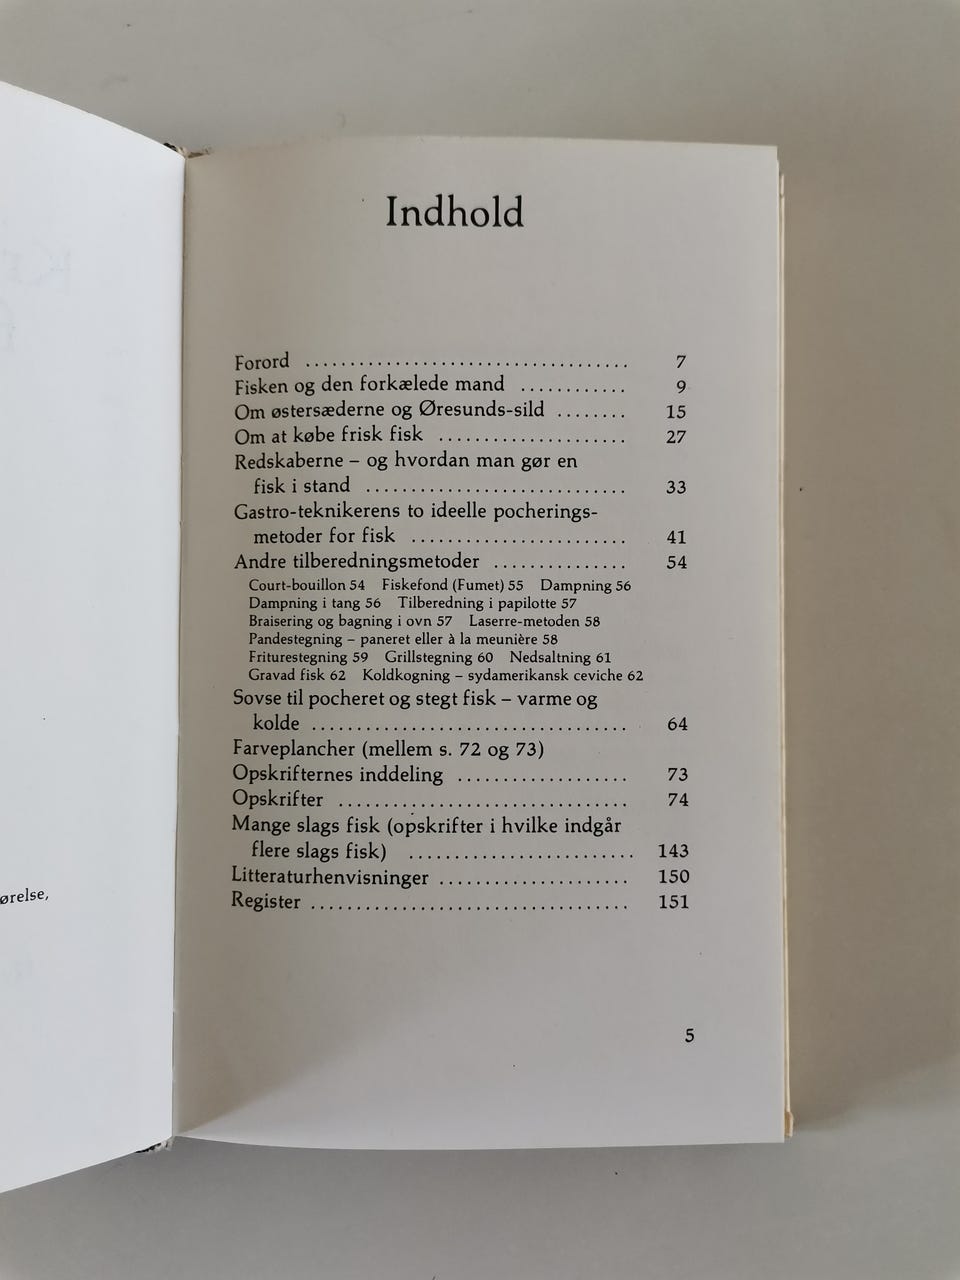 ørelse,
Indhold
Forord .................................... 7
Fisken og den forkælede mand ............ 9
Om østersæderne og Øresunds-sild ........ 15
Om at købe frisk fisk ..................... 27
Redskaberne – og hvordan man gør en
fisk i stand ............................. 33
Gastro-teknikerens to ideelle pocherings-
metoder for fisk ........................ 41
Andre tilberedningsmetoder ............... 54
Court-bouillon 54 Fiskefond (Fumet) 55 Dampning 56
Dampning i tang 56 Tilberedning i papilotte 57
Braisering og bagning i ovn 57 Laserre-metoden 58
Pandestegning – paneret eller à la meunière 58
Friturestegning 59 Grillstegning 60 Nedsaltning 61
Gravad fisk 62 Koldkogning – sydamerikansk ceviche 62
Sovse til pocheret og stegt fisk – varme og
kolde ................................... 64
Farveplancher (mellem s. 72 og 73)
Opskrifternes inddeling ................... 73
Opskrifter ................................ 74
Mange slags fisk (opskrifter i hvilke indgår
flere slags fisk) ......................... 143
Litteraturhenvisninger ..................... 150
Register ................................... 151
5